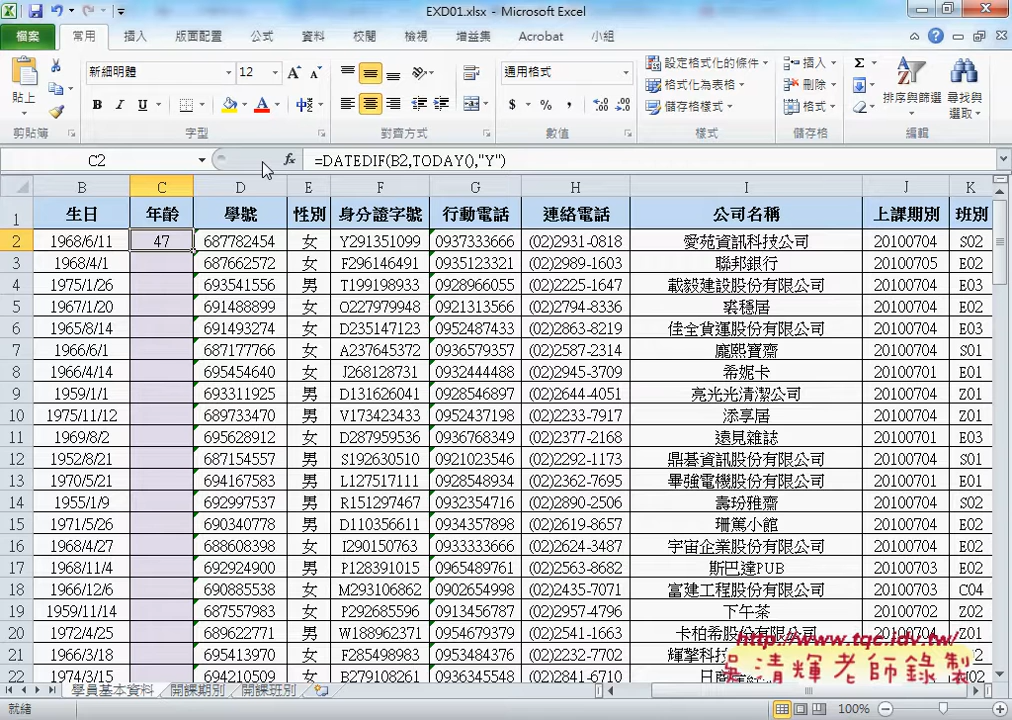 EXD01.xlsx - Microsoft Excel
檔案 常用 插入 版面配置 公式 資料 校閱 檢視 增益集 Acrobat 小組
貼上 新細明體 12 通用格式 設定格式化的條件 插入
B I U 格式化為表格 刪除 排序與篩選 尋找與選取
中 $ % , 儲存格樣式 格式
剪貼簿 字型 對齊方式 數值 樣式 儲存格 編輯
C2 fx =DATEDIF(B2,TODAY(),"Y")
B C D E F G H I J K
1 生日 年齡 學號 性別 身分證字號 行動電話 連絡電話 公司名稱 上課期別 班別
2 1968/6/11 47 687782454 女 Y291351099 0937333666 (02)2931-0818 愛苑資訊科技公司 20100704 S02
3 1968/4/1 687662572 女 F296146491 0935123321 (02)2989-1603 聯邦銀行 20100705 E02
4 1975/1/26 693541556 男 T199198933 0928966055 (02)2225-1647 載毅建設股份有限公司 20100704 E03
5 1967/1/20 691488899 女 O227979948 0921313566 (02)2794-8336 裘穩居 20100704 E02
6 1965/8/14 691493274 女 D235147123 0952487433 (02)2863-8219 佳全貨運股份有限公司 20100704 E03
7 1966/6/1 687177766 女 A237645372 0936579357 (02)2587-2314 龐熙寶齋 20100704 S01
8 1966/4/14 695454640 女 J268128731 0932444488 (02)2945-3709 希妮卡 20100704 E01
9 1959/1/1 693311925 男 D131626041 0928546897 (02)2644-4051 亮光光清潔公司 20100704 Z01
10 1975/11/12 689733470 男 V173423433 0952437198 (02)2233-7917 添享居 20100704 Z01
11 1969/8/2 695628912 女 D287959536 0936768349 (02)2377-2168 遠見雜誌 20100701 E03
12 1952/8/21 687154557 男 S192630510 0921023546 (02)2292-1173 鼎碁資訊股份有限公司 20100704 S01
13 1970/5/21 694167583 男 L127517111 0928548934 (02)2362-7695 畢強電機股份有限公司 20100701 E01
14 1955/1/9 692997537 男 R151297467 0932354716 (02)2890-2506 壽玢雅齋 20100704 S02
15 1971/5/26 690340778 男 D110356611 0934357898 (02)2619-8657 珊篤小館 20100704 E02
16 1968/4/27 688608398 女 I290150763 0933333666 (02)2624-3487 宇宙企業股份有限公司 20100704 E02
17 1968/11/4 692924900 男 P128391015 0965489761 (02)2563-8682 斯巴達PUB 20100703 E02
18 1966/12/6 690885538 女 M293106862 0902654998 (02)2435-7071 富建工程股份有限公司 20100703 C04
19 1959/11/14 687557983 女 P292685596 0913456787 (02)2957-4796 下午茶 20100702 Z02
20 1972/4/25 689622771 男 W188962371 0954679379 (02)2541-1663 卡柏希股份有限公司 20100704 Z01
21 1966/3/18 695413970 女 F285498983 0953484376 (02)2232-7702 輝擎科技
22 1974/3/15 694210509 女 B279108261 0936357241 (02)2841-6710 日商
http://www.tqc.idv.tw/
吳清輝老師錄製
學員基本資料 開課期別 開課班別
就緒 100%